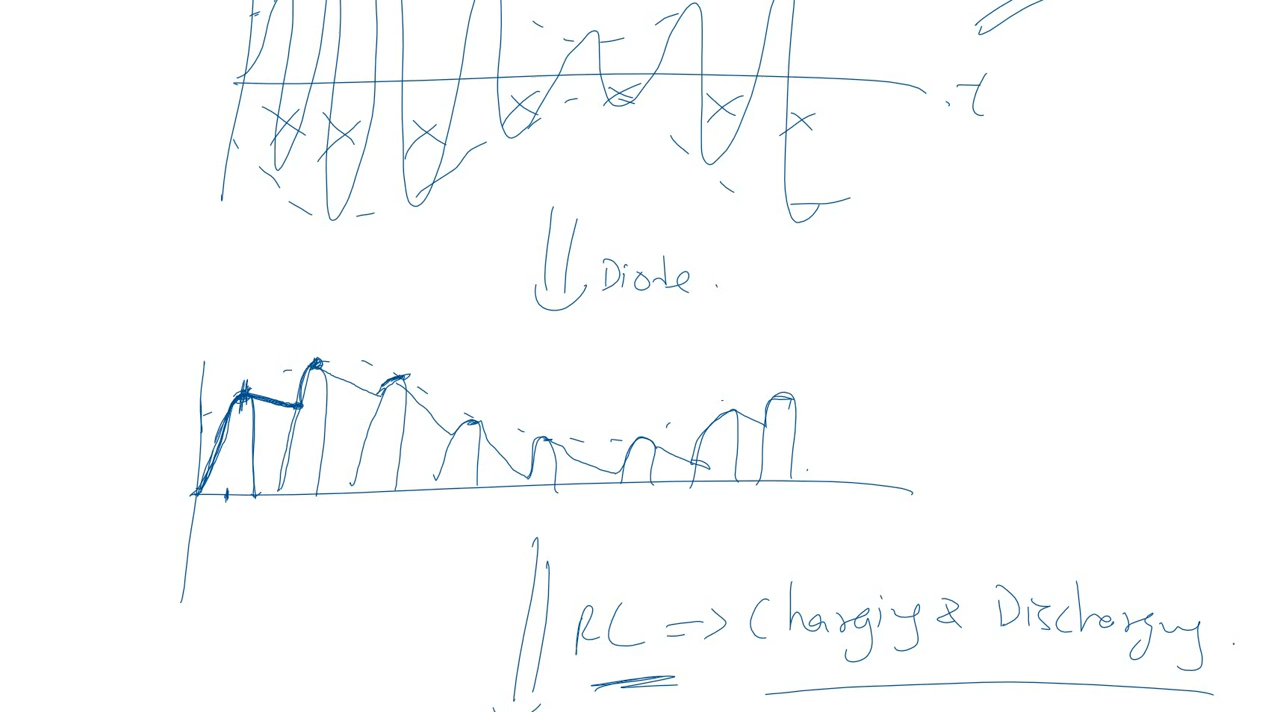 t
Diode.
RC => Charging & Discharging.